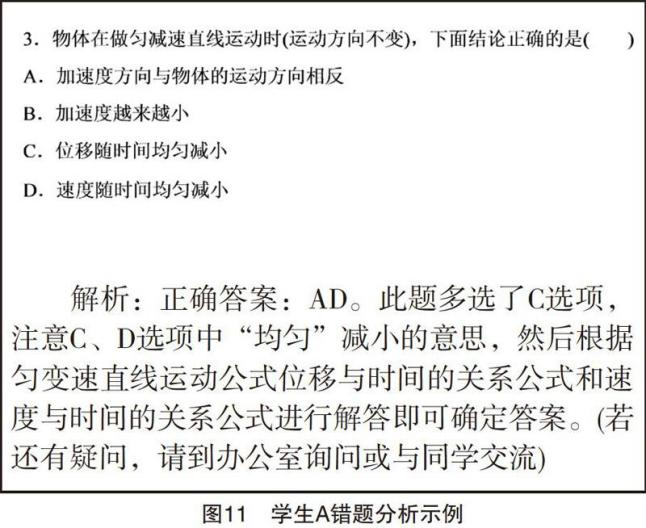 3．物体在做匀减速直线运动时(运动方向不变)，下面结论正确的是(　　)
A．加速度方向与物体的运动方向相反
B．加速度越来越小
C．位移随时间均匀减小
D．速度随时间均匀减小
解析：正确答案：AD。此题多选了C选项，
注意C、D选项中“均匀”减小的意思，然后根据
匀变速直线运动公式位移与时间的关系公式和速
度与时间的关系公式进行解答即可确定答案。(若
还有疑问，请到办公室询问或与同学交流)
图11　学生A错题分析示例